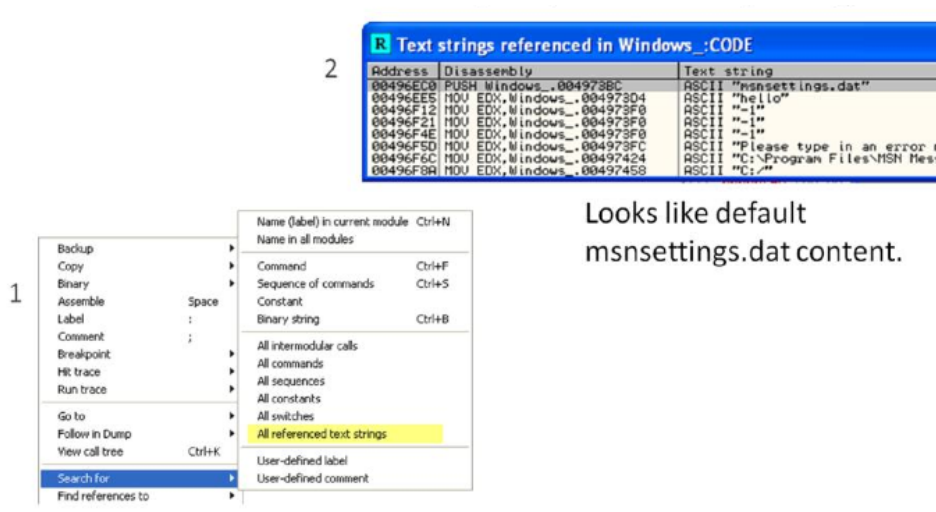 2
R Text strings referenced in Windows_:CODE
Address Disassembly Text string
00496EC0 PUSH Windows_.004973BC ASCII "msnsettings.dat"
00496EE5 MOV EDX,Windows_.004973D4 ASCII "hello"
00496F12 MOV EDX,Windows_.004973F0 ASCII "-1"
00496F21 MOV EDX,Windows_.004973F0 ASCII "-1"
00496F4E MOV EDX,Windows_.004973F0 ASCII "-1"
00496F5D MOV EDX,Windows_.004973FC ASCII "Please type in an error
00496F6C MOV EDX,Windows_.00497424 ASCII "C:\Program Files\MSN Mes
00496F8A MOV EDX,Windows_.00497458 ASCII "C:/"
Looks like default
msnsettings.dat content.
1
Backup
Copy
Binary
Assemble Space
Label :
Comment ;
Breakpoint
Hit trace
Run trace
Go to
Follow in Dump
View call tree Ctrl+K
Search for
Find references to
Name (label) in current module Ctrl+N
Name in all modules
Command Ctrl+F
Sequence of commands Ctrl+S
Constant
Binary string Ctrl+B
All intermodular calls
All commands
All sequences
All constants
All switches
All referenced text strings
User-defined label
User-defined comment